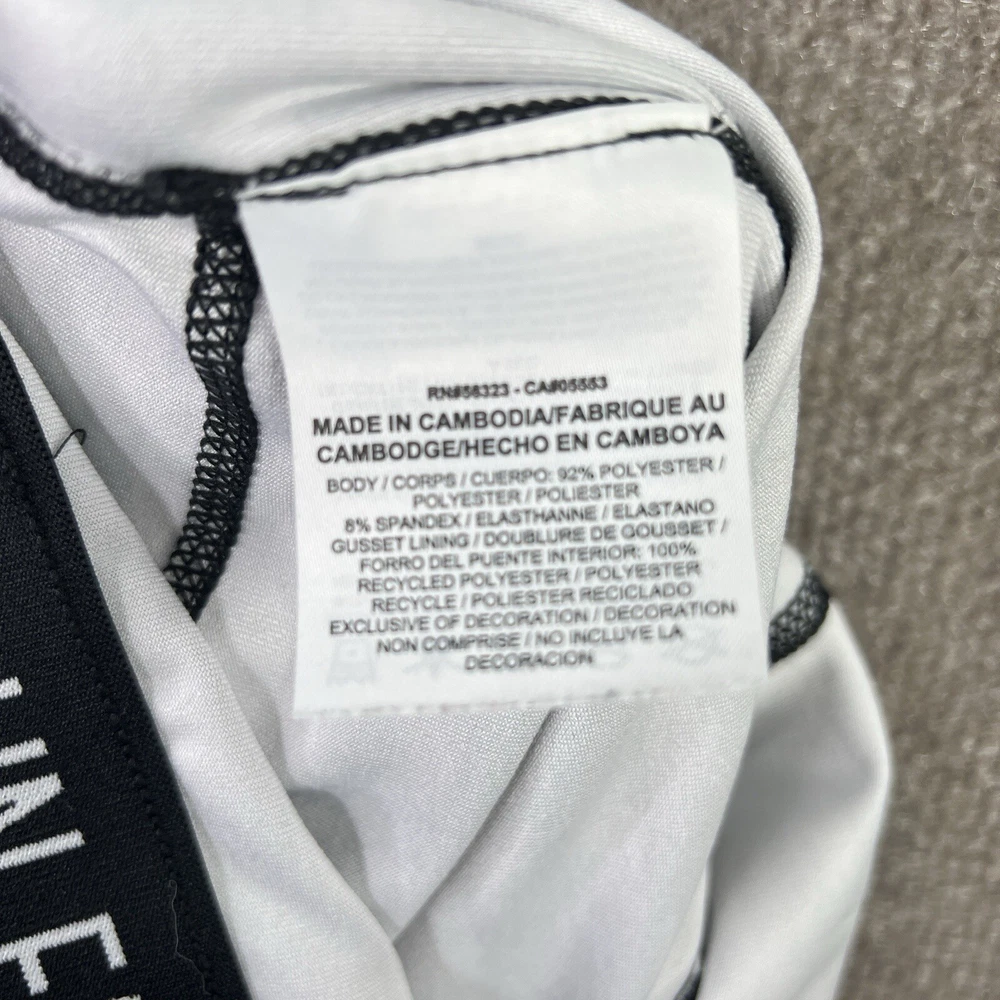 RN#56323 - CA#05553
MADE IN CAMBODIA/FABRIQUE AU
CAMBODGE/HECHO EN CAMBOYA
BODY / CORPS / CUERPO: 92% POLYESTER /
POLYESTER / POLIESTER
8% SPANDEX / ELASTHANNE / ELASTANO
GUSSET LINING / DOUBLURE DE GOUSSET /
FORRO DEL PUENTE INTERIOR: 100%
RECYCLED POLYESTER / POLYESTER
RECYCLE / POLIESTER RECICLADO
EXCLUSIVE OF DECORATION / DECORATION
NON COMPRISE / NO INCLUYE LA
DECORACION